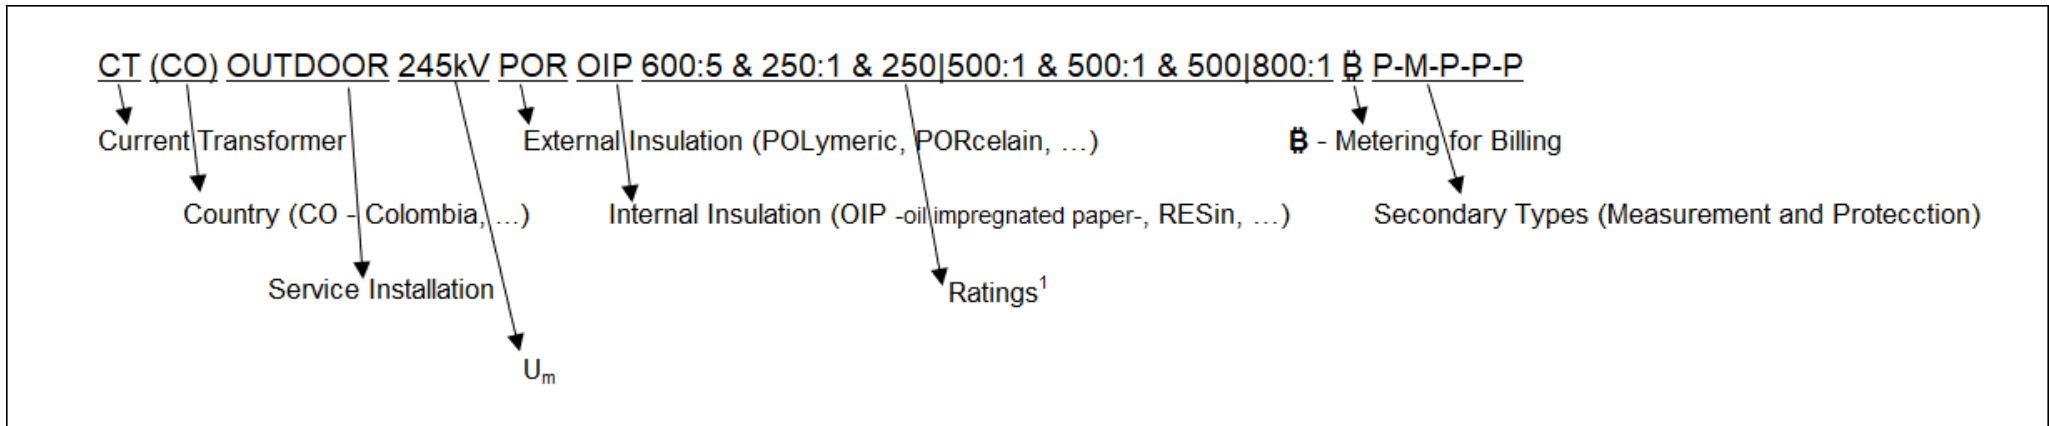 CT (CO) OUTDOOR 245kV POR OIP 600:5 & 250:1 & 250|500:1 & 500:1 & 500|800:1 ₿ P-M-P-P-P
Current Transformer
External Insulation (POLymeric, PORcelain, …)
₿ - Metering for Billing
Country (CO - Colombia, …)
Internal Insulation (OIP -oil impregnated paper-, RESin, …)
Secondary Types (Measurement and Protecction)
Service Installation
Ratings¹
Uₘ